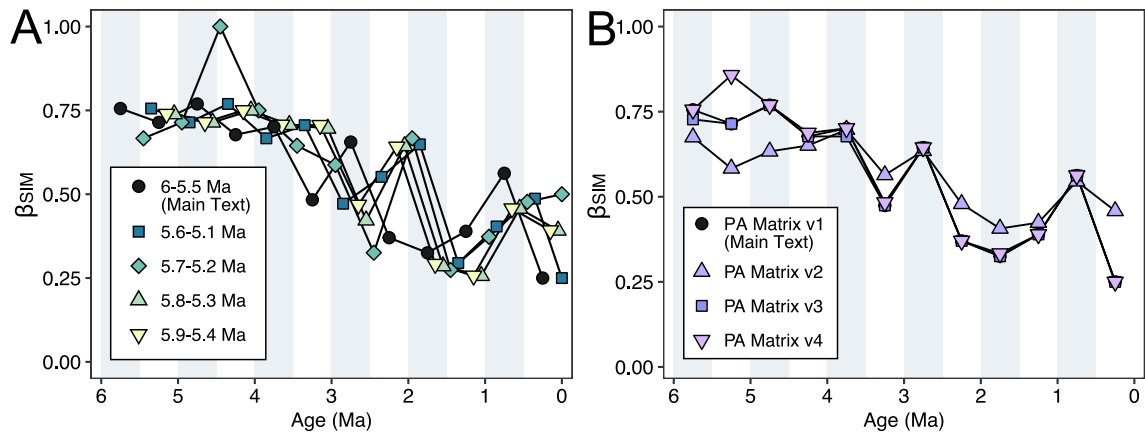 A
1.00
0.75
0.50
0.25
0.00
βSIM
6-5.5 Ma
(Main Text)
5.6-5.1 Ma
5.7-5.2 Ma
5.8-5.3 Ma
5.9-5.4 Ma
6 5 4 3 2 1 0
Age (Ma)
B
1.00
0.75
0.50
0.25
0.00
βSIM
PA Matrix v1
(Main Text)
PA Matrix v2
PA Matrix v3
PA Matrix v4
6 5 4 3 2 1 0
Age (Ma)